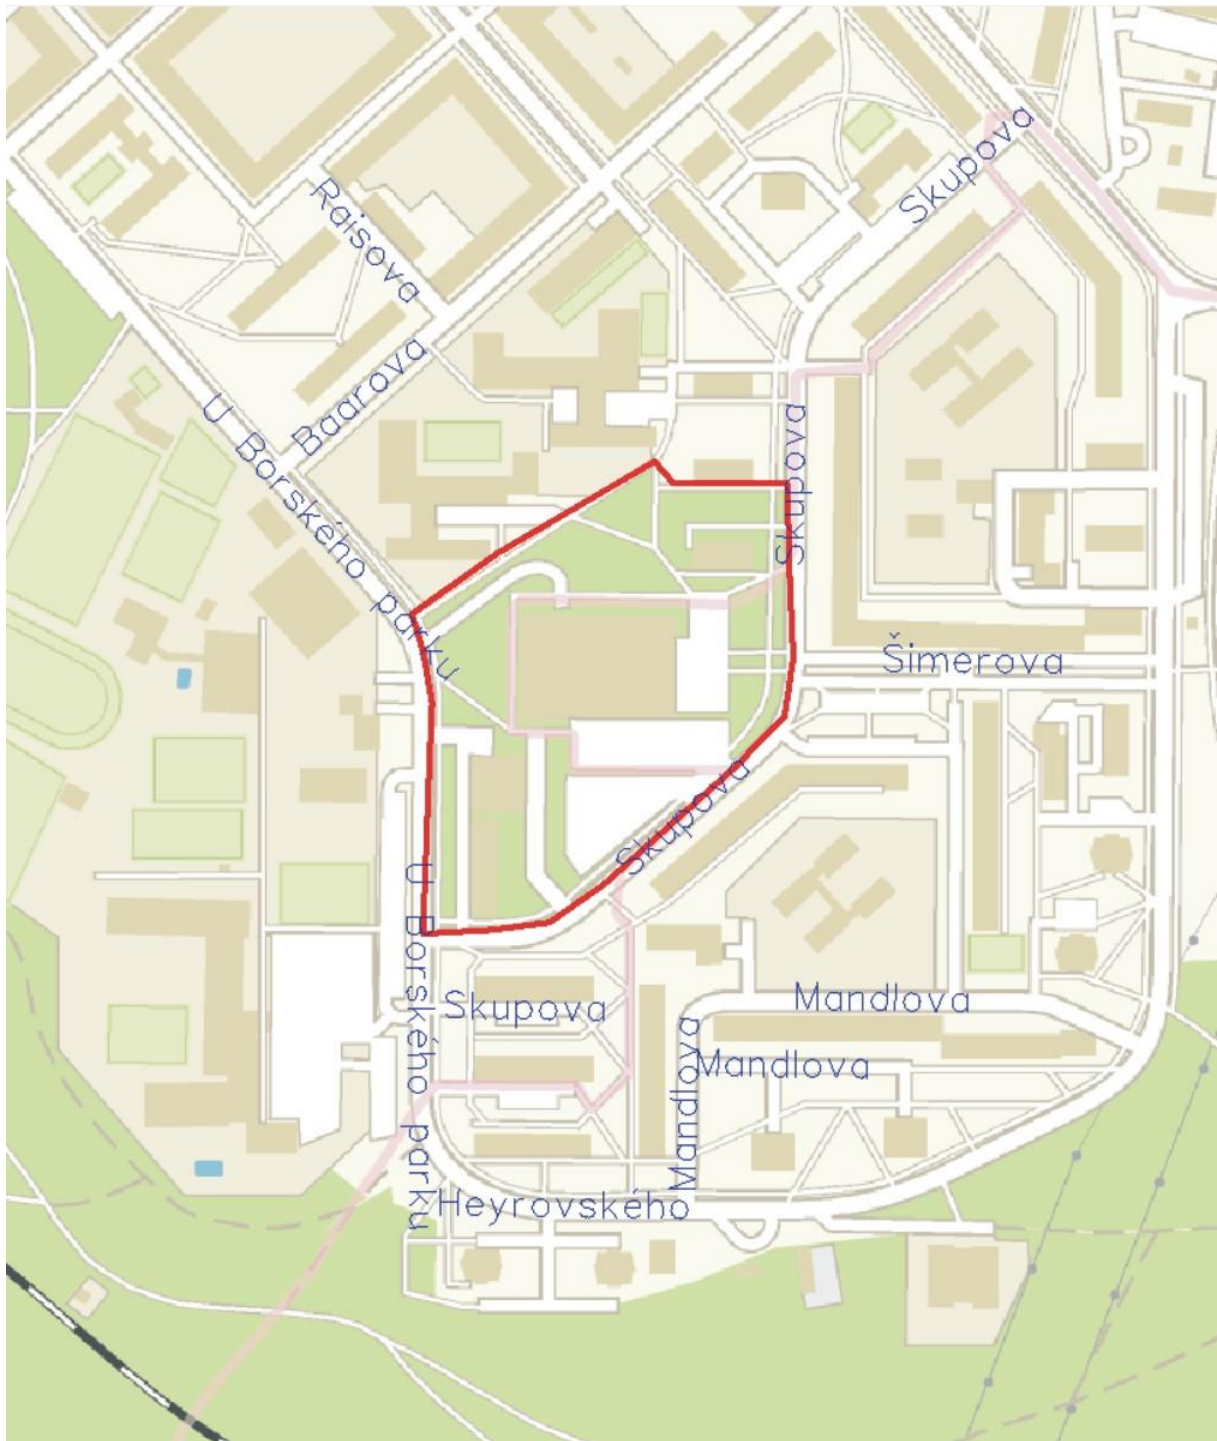 Skupova
Raisova
Baarova
U Borského parku
Skupova
Šimerova
Skupova
U Borského parku
Skupova
Mandlova
Mandlova
Mandlova
Heyrovského